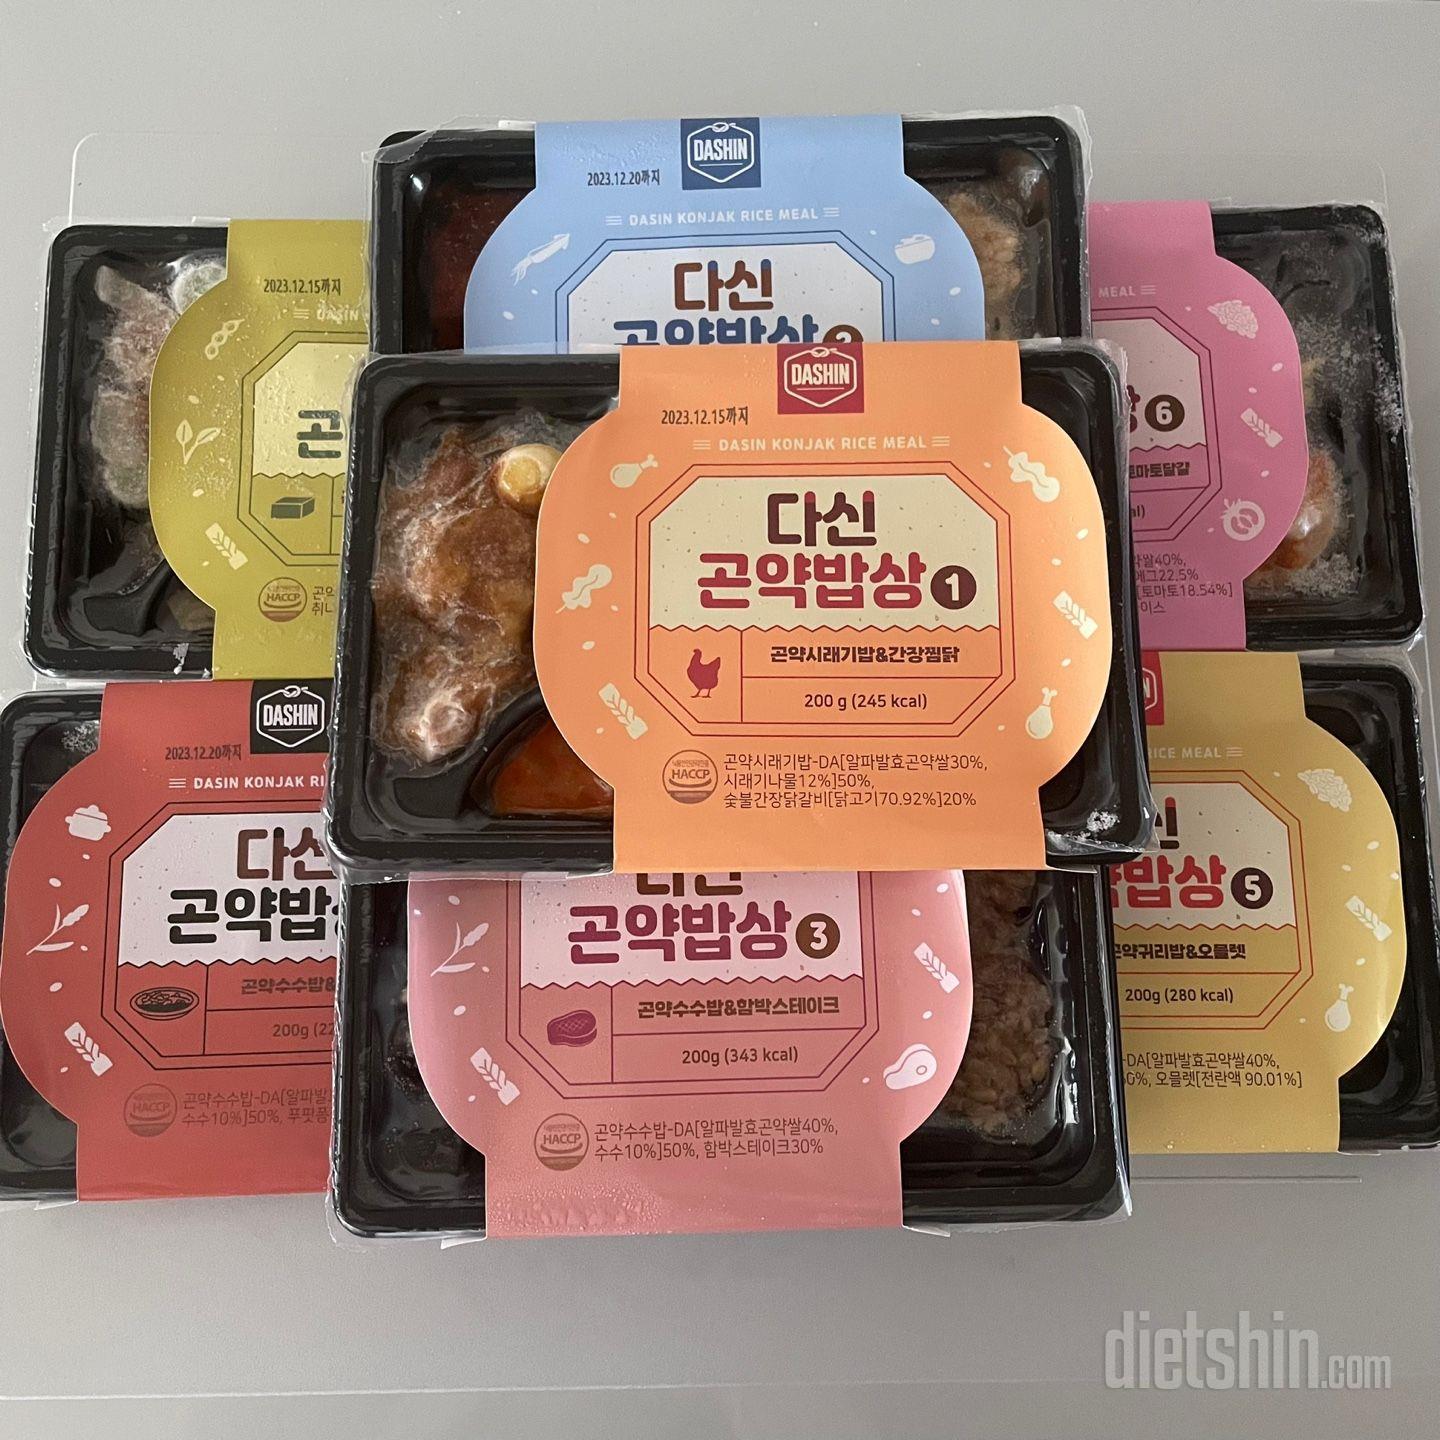 DASHIN
2023.12.20까지
DASIN KONJAK RICE MEAL
다신
곤약밥상 2
2023.12.15까지
DASIN
곤
HACCP
곤약
취나
MEAL
상 6
토마토달걀
약쌀40%,
에그22.5%
[토마토18.54%]
이스
DASHIN
2023.12.15까지
DASIN KONJAK RICE MEAL
다신
곤약밥상 1
곤약시래기밥&간장찜닭
200 g (245 kcal)
HACCP
곤약시래기밥-DA[알파발효곤약쌀30%,
시래기나물12%]50%,
숯불간장닭갈비[닭고기70.92%]20%
DASHIN
2023.12.20까지
DASIN KONJAK RI
다신
곤약밥
곤약수수밥&
200g (22
HACCP
곤약수수밥-DA[알파발
수수10%]50%, 푸팟퐁
다신
곤약밥상 3
곤약수수밥&함박스테이크
200g (343 kcal)
HACCP
곤약수수밥-DA[알파발효곤약쌀40%,
수수10%]50%, 함박스테이크30%
RICE MEAL
신
밥상 5
곤약귀리밥&오믈렛
200g (280 kcal)
-DA[알파발효곤약쌀40%,
50%, 오믈렛[전란액 90.01%]
dietshin.com